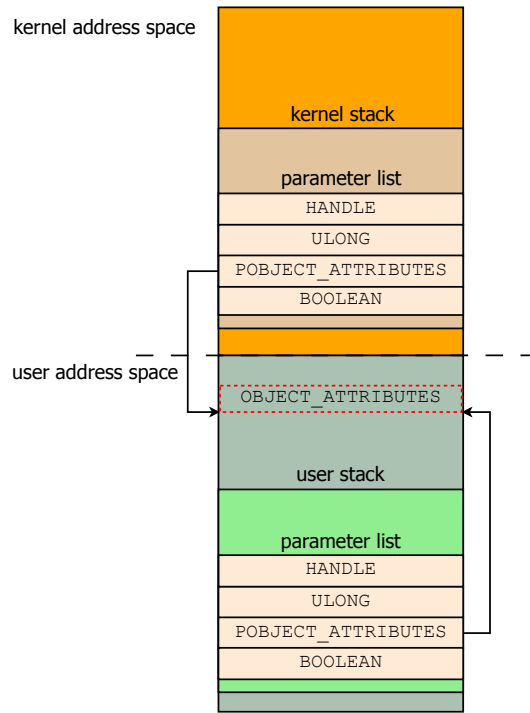 kernel address space
kernel stack
parameter list
HANDLE
ULONG
POBJECT_ATTRIBUTES
BOOLEAN
user address space
OBJECT_ATTRIBUTES
user stack
parameter list
HANDLE
ULONG
POBJECT_ATTRIBUTES
BOOLEAN